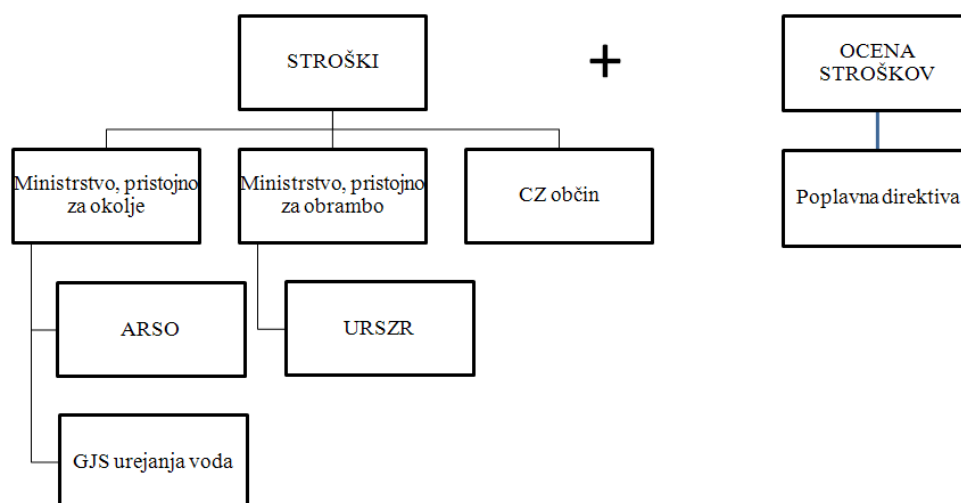 STROŠKI
+
OCENA
STROŠKOV
Ministrstvo, pristojno
za okolje
Ministrstvo, pristojno
za obrambo
CZ občin
Poplavna direktiva
ARSO
URSZR
GJS urejanja voda